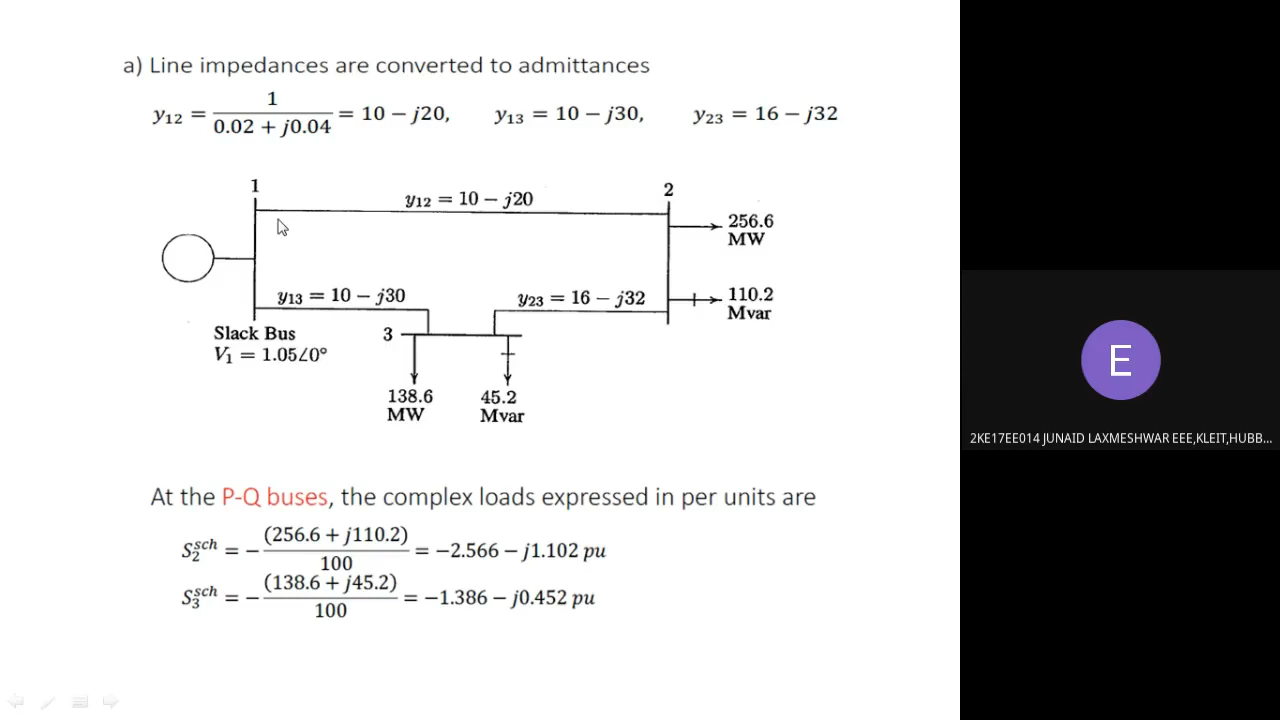 a) Line impedances are converted to admittances
y₁₂ = 1 / (0.02 + j0.04) = 10 − j20, y₁₃ = 10 − j30, y₂₃ = 16 − j32
1
2
y₁₂ = 10 − j20
256.6
MW
y₁₃ = 10 − j30
y₂₃ = 16 − j32
110.2
Mvar
Slack Bus
V₁ = 1.05∠0°
3
138.6
MW
45.2
Mvar
At the P-Q buses, the complex loads expressed in per units are
S₂ˢᶜʰ = − (256.6 + j110.2) / 100 = −2.566 − j1.102 pu
S₃ˢᶜʰ = − (138.6 + j45.2) / 100 = −1.386 − j0.452 pu
E
2KE17EE014 JUNAID LAXMESHWAR EEE,KLEIT,HUBB...